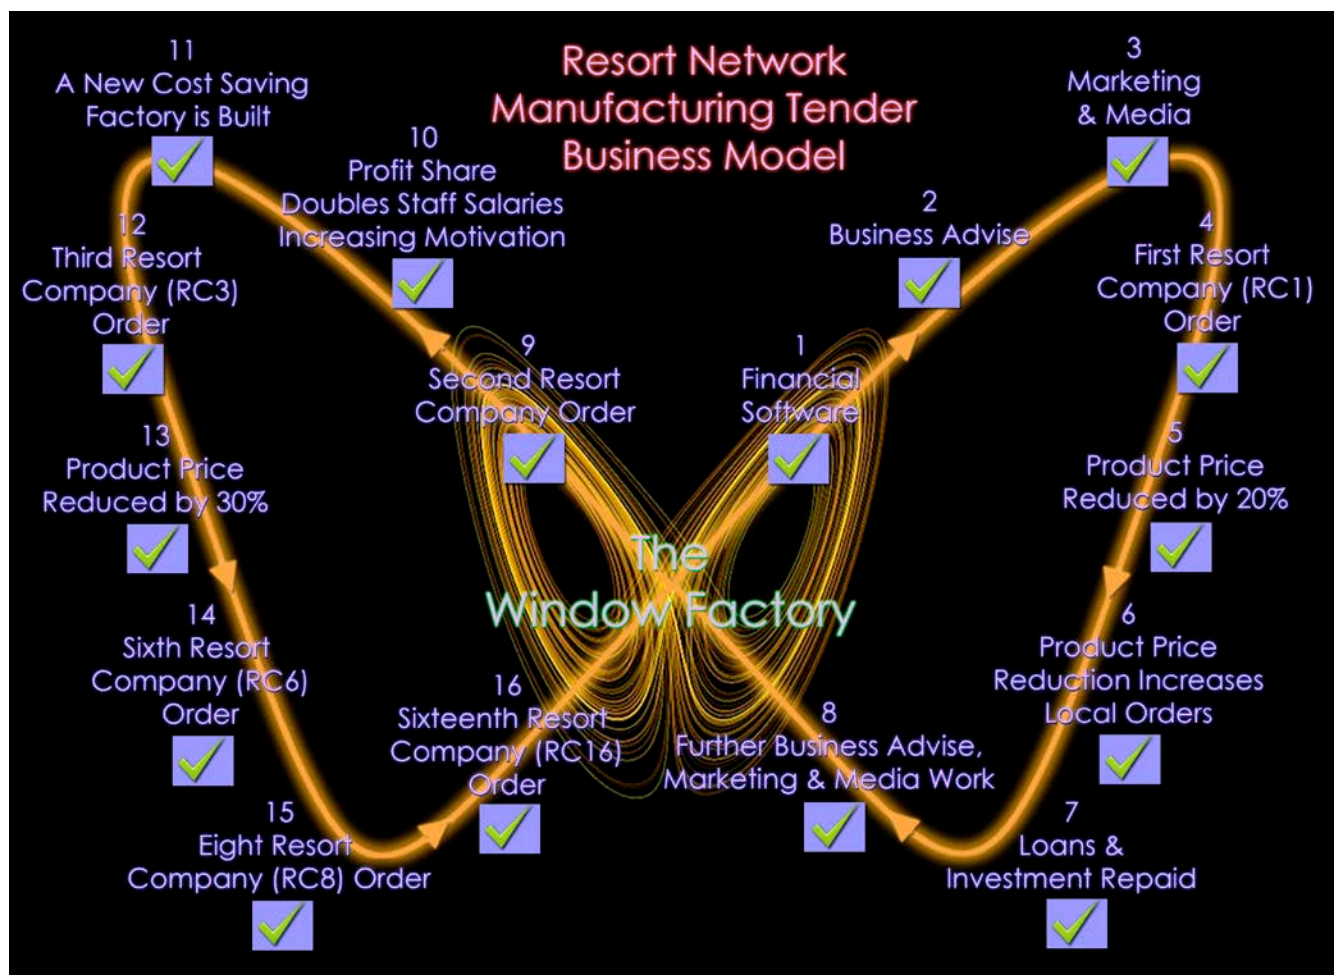 Resort Network
Manufacturing Tender
Business Model
The
Window Factory
1
Financial
Software
2
Business Advise
3
Marketing
& Media
4
First Resort
Company (RC1)
Order
5
Product Price
Reduced by 20%
6
Product Price
Reduction Increases
Local Orders
7
Loans &
Investment Repaid
8
Further Business Advise,
Marketing & Media Work
9
Second Resort
Company Order
10
Profit Share
Doubles Staff Salaries
Increasing Motivation
11
A New Cost Saving
Factory is Built
12
Third Resort
Company (RC3)
Order
13
Product Price
Reduced by 30%
14
Sixth Resort
Company (RC6)
Order
15
Eight Resort
Company (RC8) Order
16
Sixteenth Resort
Company (RC16)
Order